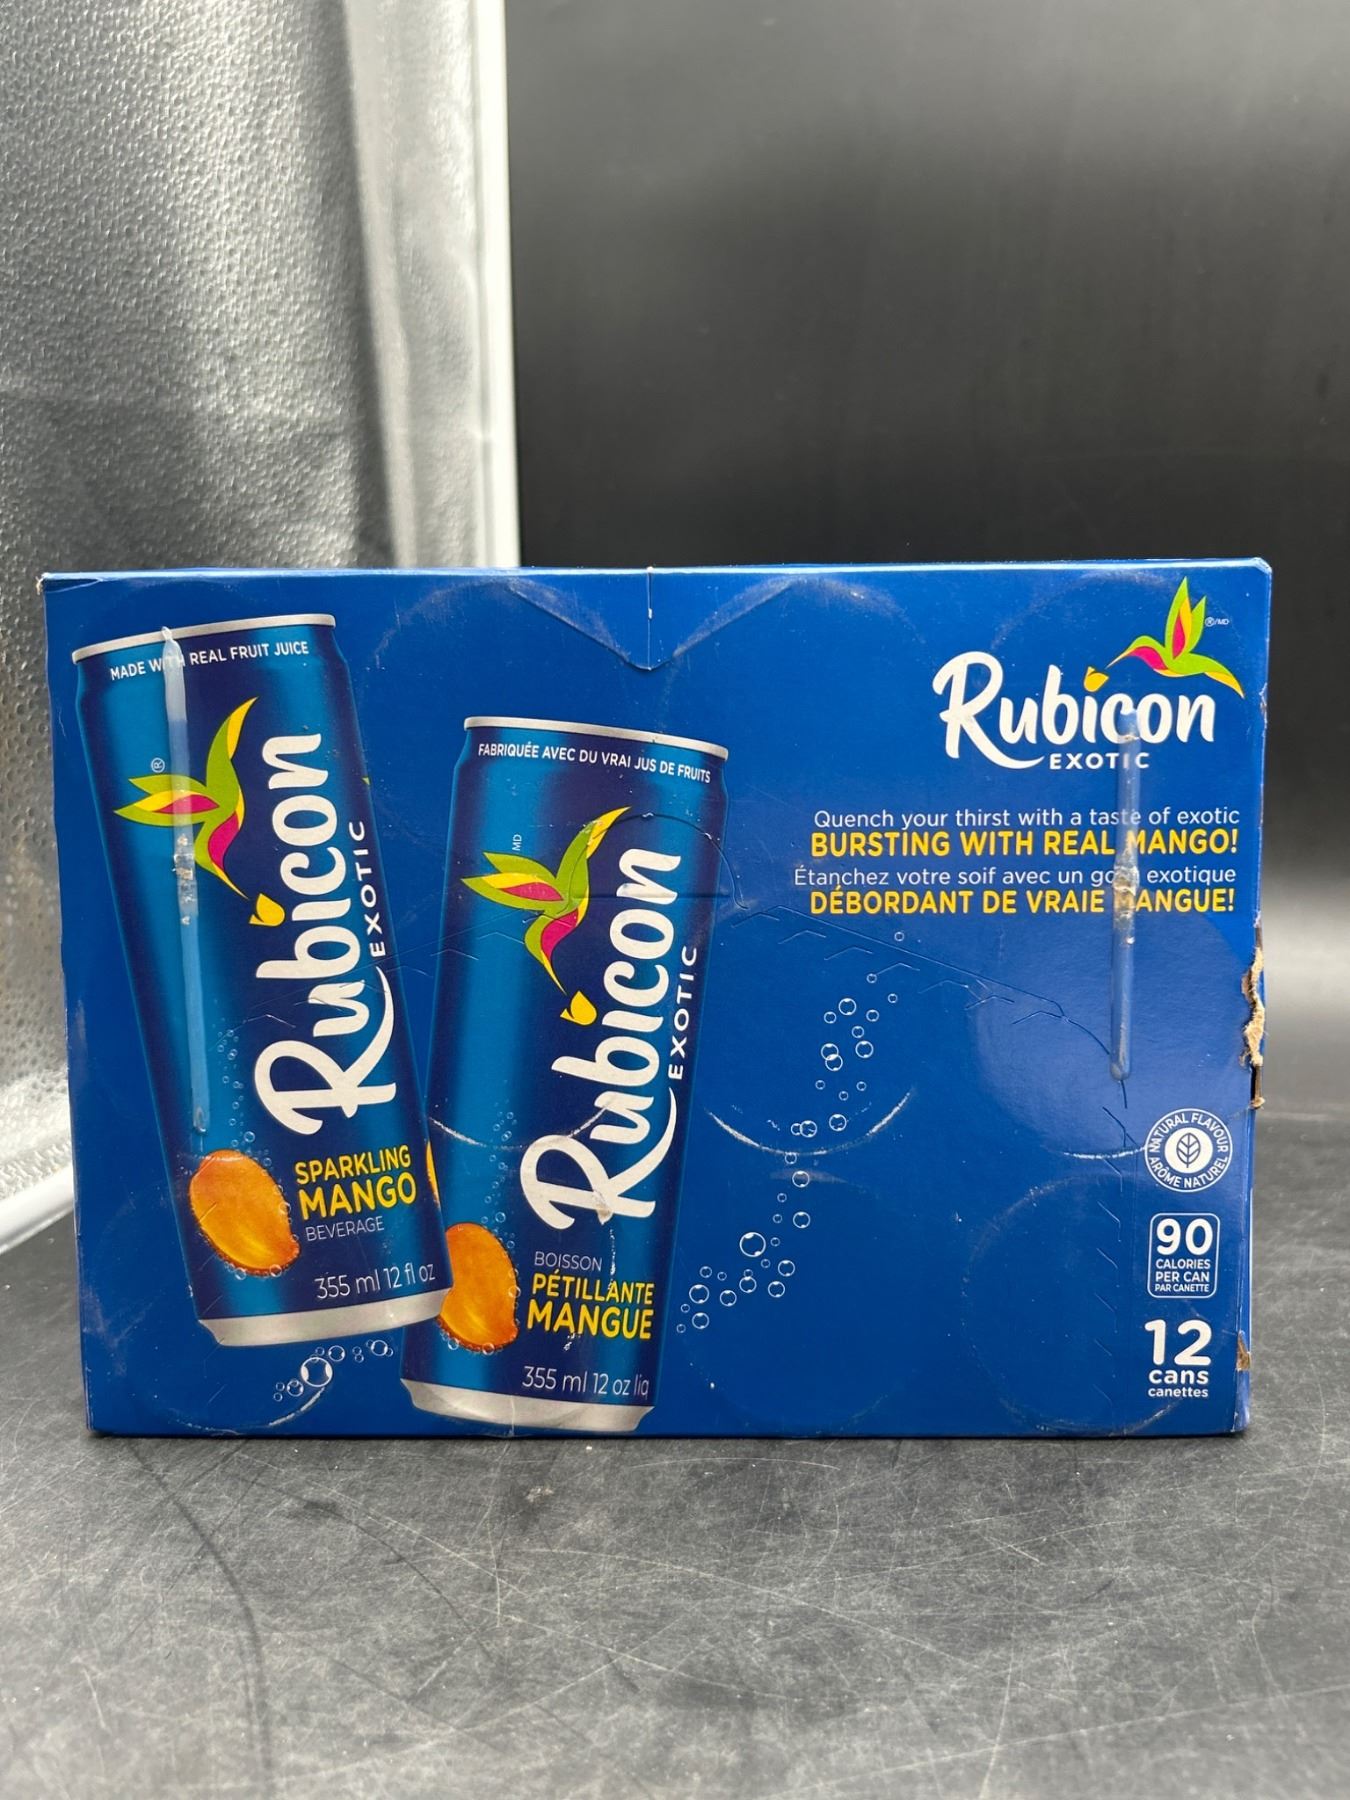 MADE WITH REAL FRUIT JUICE
®
Rubicon
EXOTIC
SPARKLING
MANGO
BEVERAGE
355 ml 12 fl oz
FABRIQUÉE AVEC DU VRAI JUS DE FRUITS
MD
Rubicon
EXOTIC
BOISSON
PÉTILLANTE
MANGUE
355 ml 12 oz liq
®/MD
Rubicon
EXOTIC
Quench your thirst with a taste of exotic
BURSTING WITH REAL MANGO!
Étanchez votre soif avec un goût exotique
DÉBORDANT DE VRAIE MANGUE!
NATURAL FLAVOUR
ARÔME NATUREL
90
CALORIES
PER CAN
PAR CANETTE
12
cans
canettes